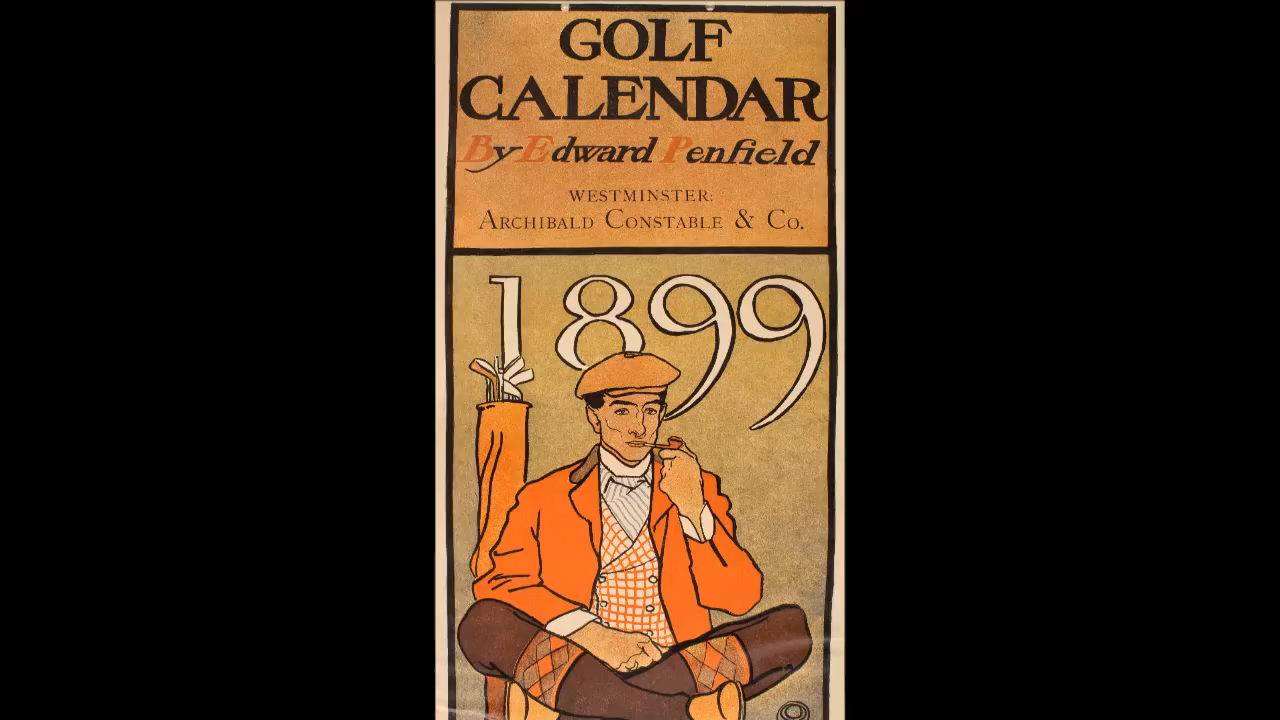 GOLF
CALENDAR
By Edward Penfield
WESTMINSTER:
ARCHIBALD CONSTABLE & Co.
1899